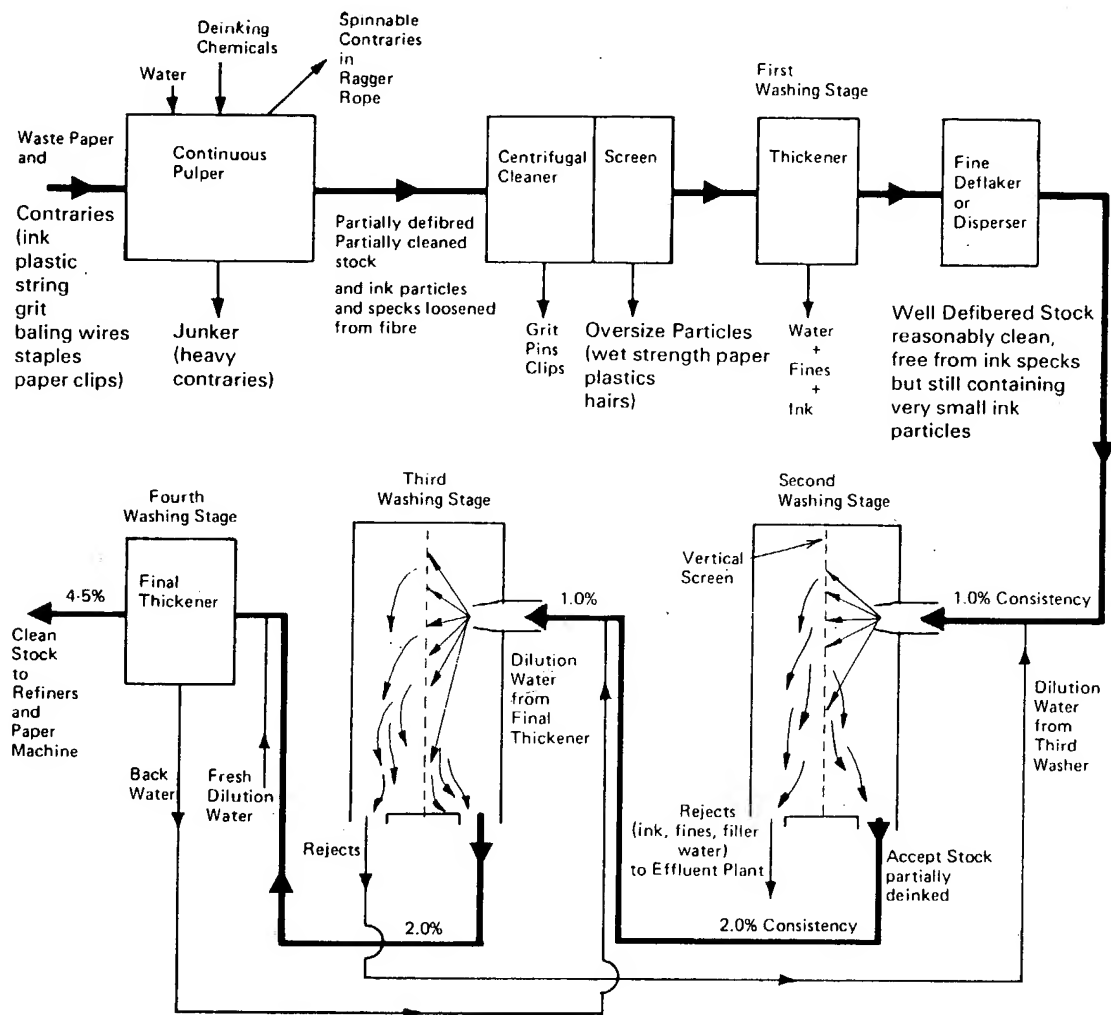 Deinking
Chemicals
Water
Spinnable
Contraries
in
Ragger
Rope
First
Washing Stage
Waste Paper
and
Contraries
(ink
plastic
string
grit
baling wires
staples
paper clips)
Continuous
Pulper
Junker
(heavy
contraries)
Partially defibred
Partially cleaned
stock
and ink particles
and specks loosened
from fibre
Centrifugal
Cleaner
Screen
Grit
Pins
Clips
Oversize Particles
(wet strength paper
plastics
hairs)
Thickener
Water
+
Fines
+
Ink
Fine
Deflaker
or
Disperser
Well Defibered Stock
reasonably clean,
free from ink specks
but still containing
very small ink
particles
Fourth
Washing Stage
Final
Thickener
4·5%
Clean
Stock
to
Refiners
and
Paper
Machine
Back
Water
Fresh
Dilution
Water
Third
Washing Stage
1.0%
Dilution
Water
from
Final
Thickener
Rejects
2.0%
Second
Washing Stage
Vertical
Screen
1.0% Consistency
Dilution
Water
from
Third
Washer
Rejects
(ink, fines, filler
water)
to Effluent Plant
Accept Stock
partially
deinked
2.0% Consistency